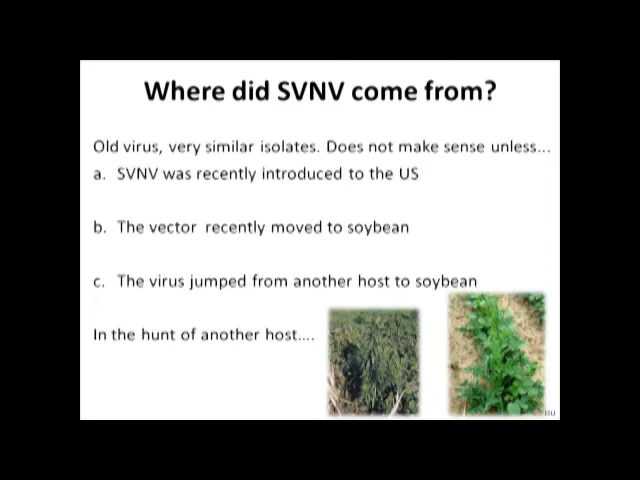 Where did SVNV come from?
Old virus, very similar isolates. Does not make sense unless...
a. SVNV was recently introduced to the US
b. The vector recently moved to soybean
c. The virus jumped from another host to soybean
In the hunt of another host....
ISU